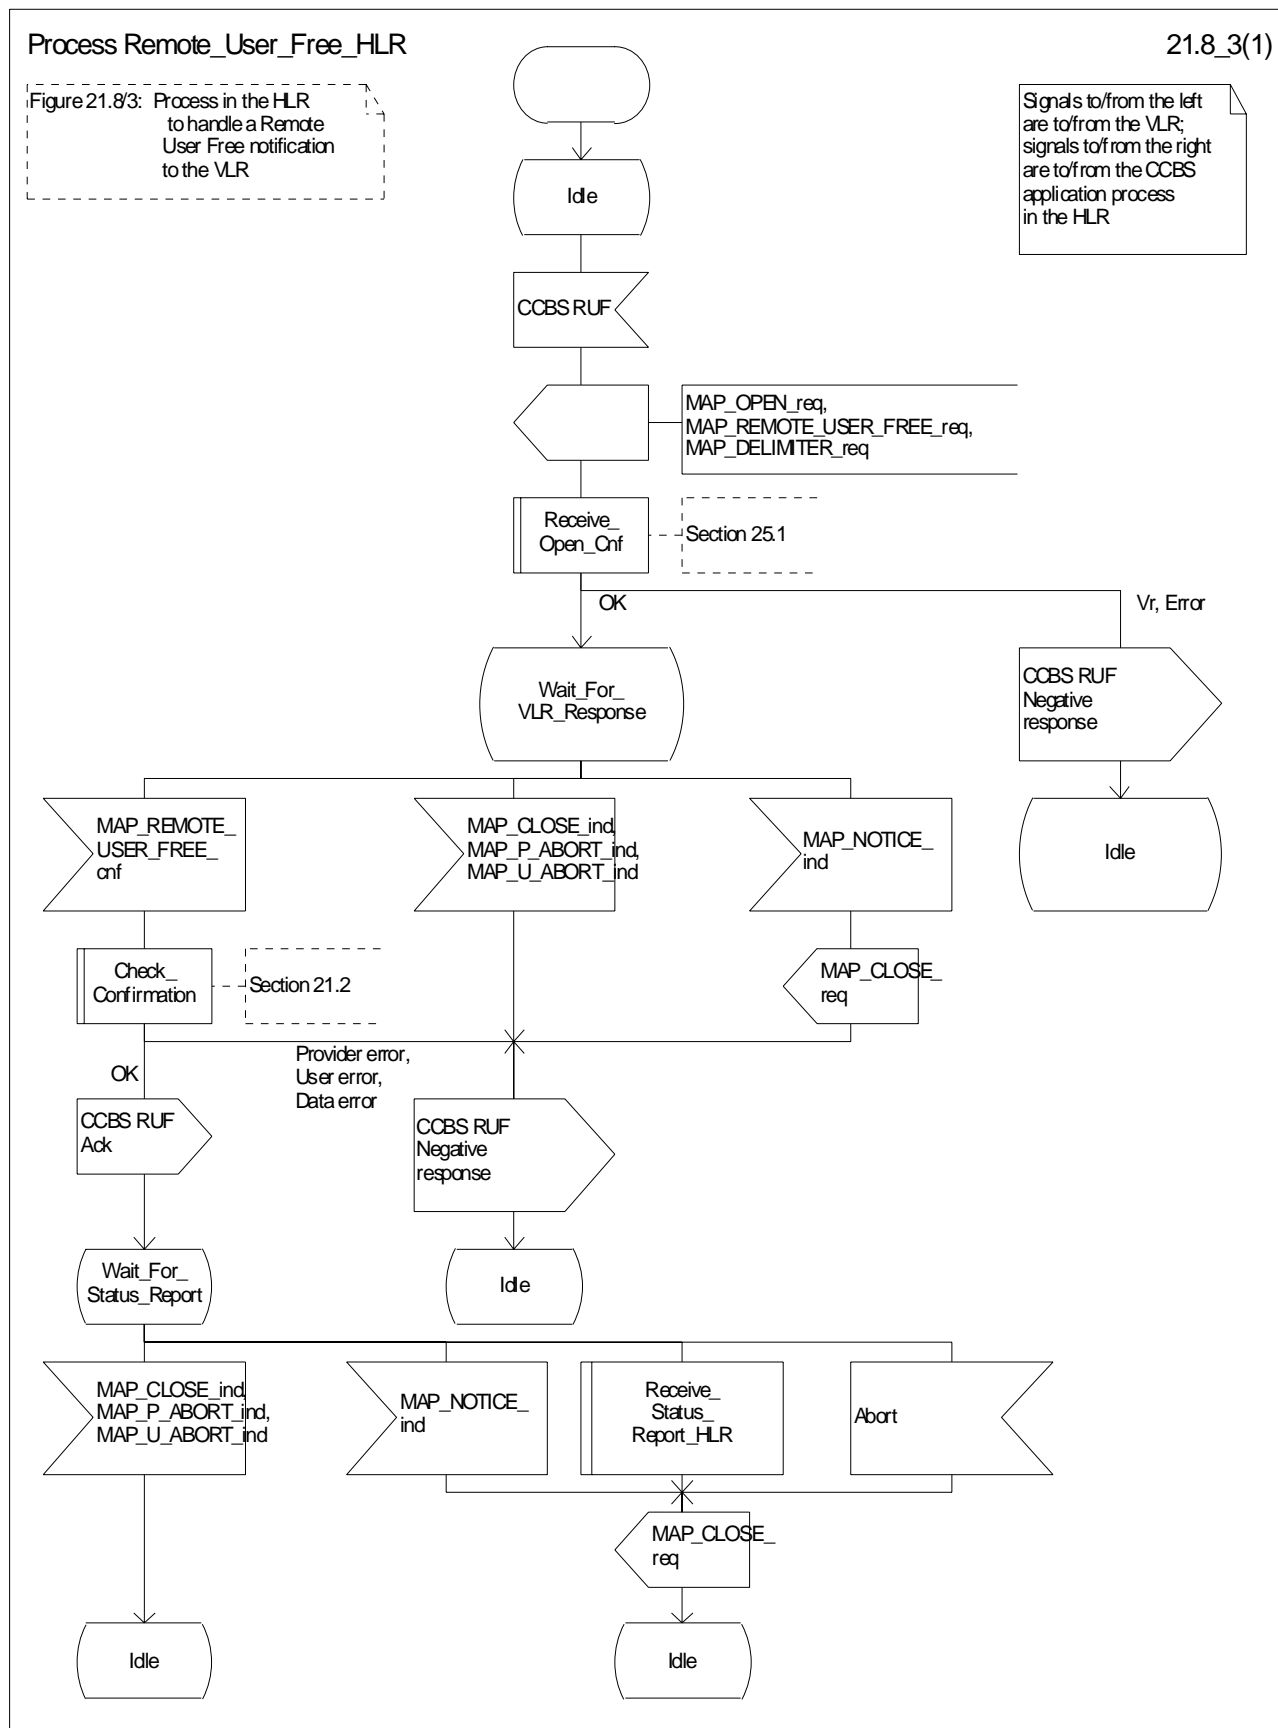 Process Remote_User_Free_HLR
21.8_3(1)
Figure 21.8/3: Process in the HLR
to handle a Remote
User Free notification
to the VLR
Signals to/from the left
are to/from the VLR;
signals to/from the right
are to/from the CCBS
application process
in the HLR
Idle
CCBS RUF
MAP_OPEN_req,
MAP_REMOTE_USER_FREE_req,
MAP_DELIMITER_req
Receive_
Open_Cnf
Section 25.1
OK
Vr, Error
Wait_For_
VLR_Response
CCBS RUF
Negative
response
MAP_REMOTE_
USER_FREE_
cnf
MAP_CLOSE_ind,
MAP_P_ABORT_ind,
MAP_U_ABORT_ind
MAP_NOTICE_
ind
Idle
Check_
Confirmation
Section 21.2
MAP_CLOSE_
req
OK
Provider error,
User error,
Data error
CCBS RUF
Ack
CCBS RUF
Negative
response
Wait_For_
Status_Report
Idle
MAP_CLOSE_ind,
MAP_P_ABORT_ind,
MAP_U_ABORT_ind
MAP_NOTICE_
ind
Receive_
Status_
Report_HLR
Abort
MAP_CLOSE_
req
Idle
Idle